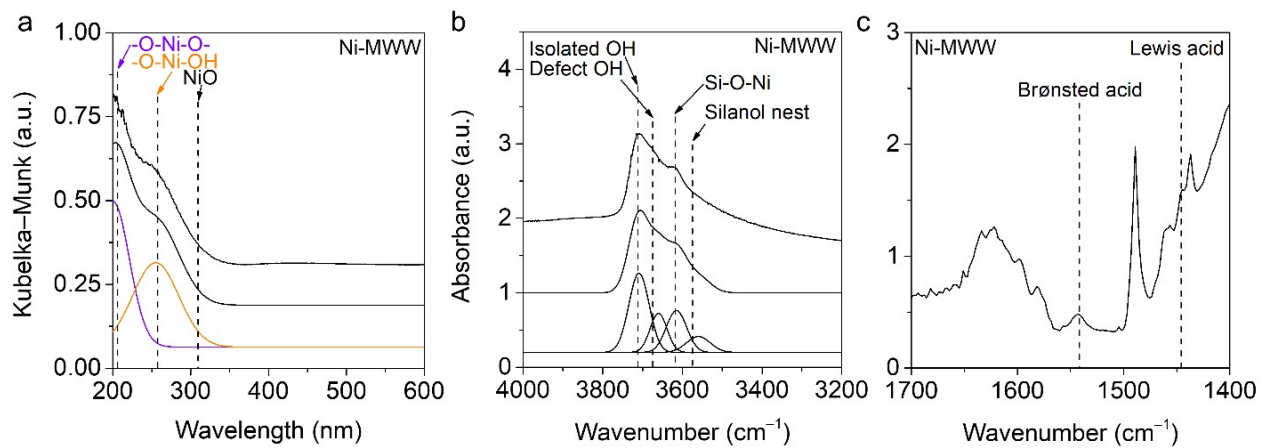 a
-O-Ni-O-
-O-Ni-OH
NiO
Ni-MWW
Kubelka–Munk (a.u.)
1.00
0.75
0.50
0.25
0.00
200 300 400 500 600
Wavelength (nm)
b
Isolated OH
Defect OH
Ni-MWW
Si-O-Ni
Silanol nest
Absorbance (a.u.)
4
3
2
1
0
4000 3800 3600 3400 3200
Wavenumber (cm⁻¹)
c
Ni-MWW
Lewis acid
Brønsted acid
3
2
1
0
1700 1600 1500 1400
Wavenumber (cm⁻¹)